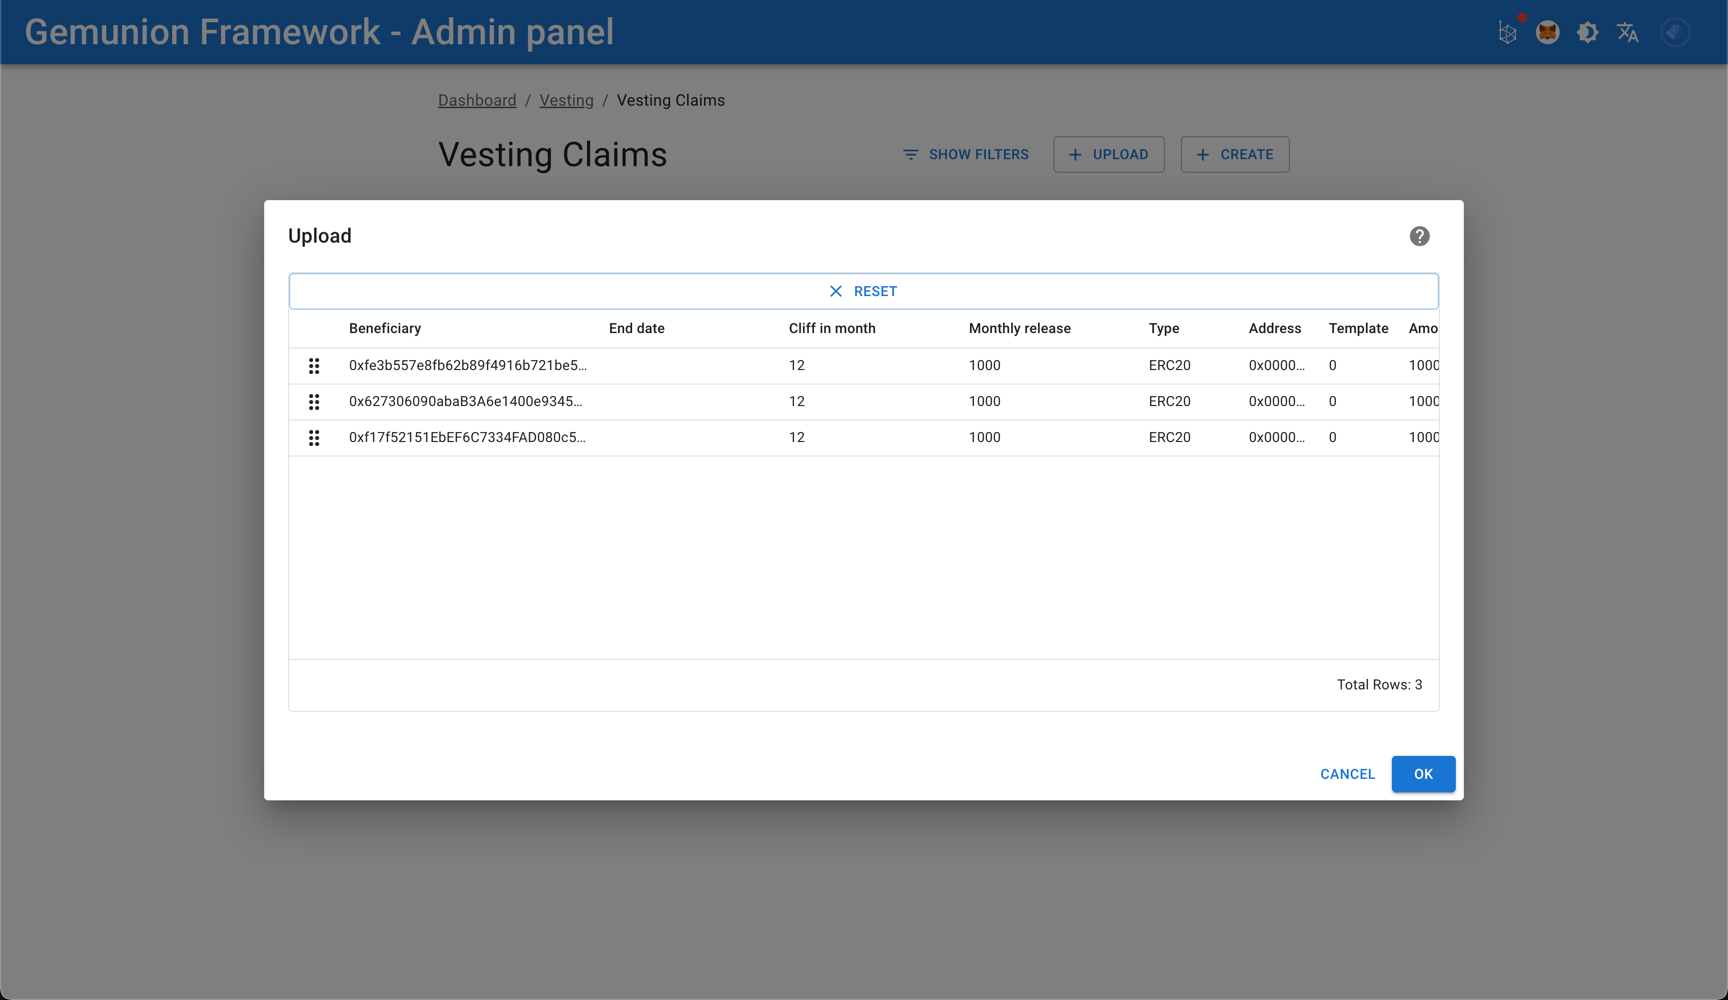 Gemunion Framework - Admin panel
Dashboard / Vesting / Vesting Claims
Vesting Claims
SHOW FILTERS
UPLOAD
CREATE
Upload
RESET
Beneficiary End date Cliff in month Monthly release Type Address Template Amo
0xfe3b557e8fb62b89f4916b721be5... 12 1000 ERC20 0x0000... 0 1000
0x627306090abaB3A6e1400e9345... 12 1000 ERC20 0x0000... 0 1000
0xf17f52151EbEF6C7334FAD080c5... 12 1000 ERC20 0x0000... 0 1000
Total Rows: 3
CANCEL
OK